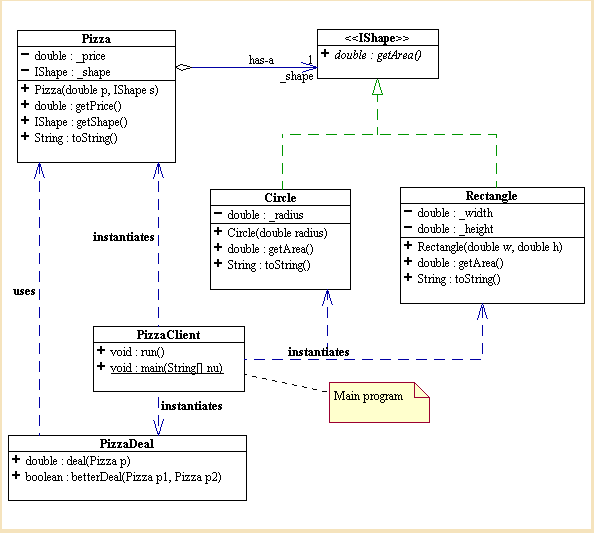 Pizza
− double : _price
− IShape : _shape
+ Pizza(double p, IShape s)
+ double : getPrice()
+ IShape : getShape()
+ String : toString()
has-a
1
_shape
<<IShape>>
+ double : getArea()
Circle
− double : _radius
+ Circle(double radius)
+ double : getArea()
+ String : toString()
Rectangle
− double : _width
− double : _height
+ Rectangle(double w, double h)
+ double : getArea()
+ String : toString()
instantiates
uses
PizzaClient
+ void : run()
+ void : main(String[] nu)
instantiates
Main program
instantiates
PizzaDeal
+ double : deal(Pizza p)
+ boolean : betterDeal(Pizza p1, Pizza p2)